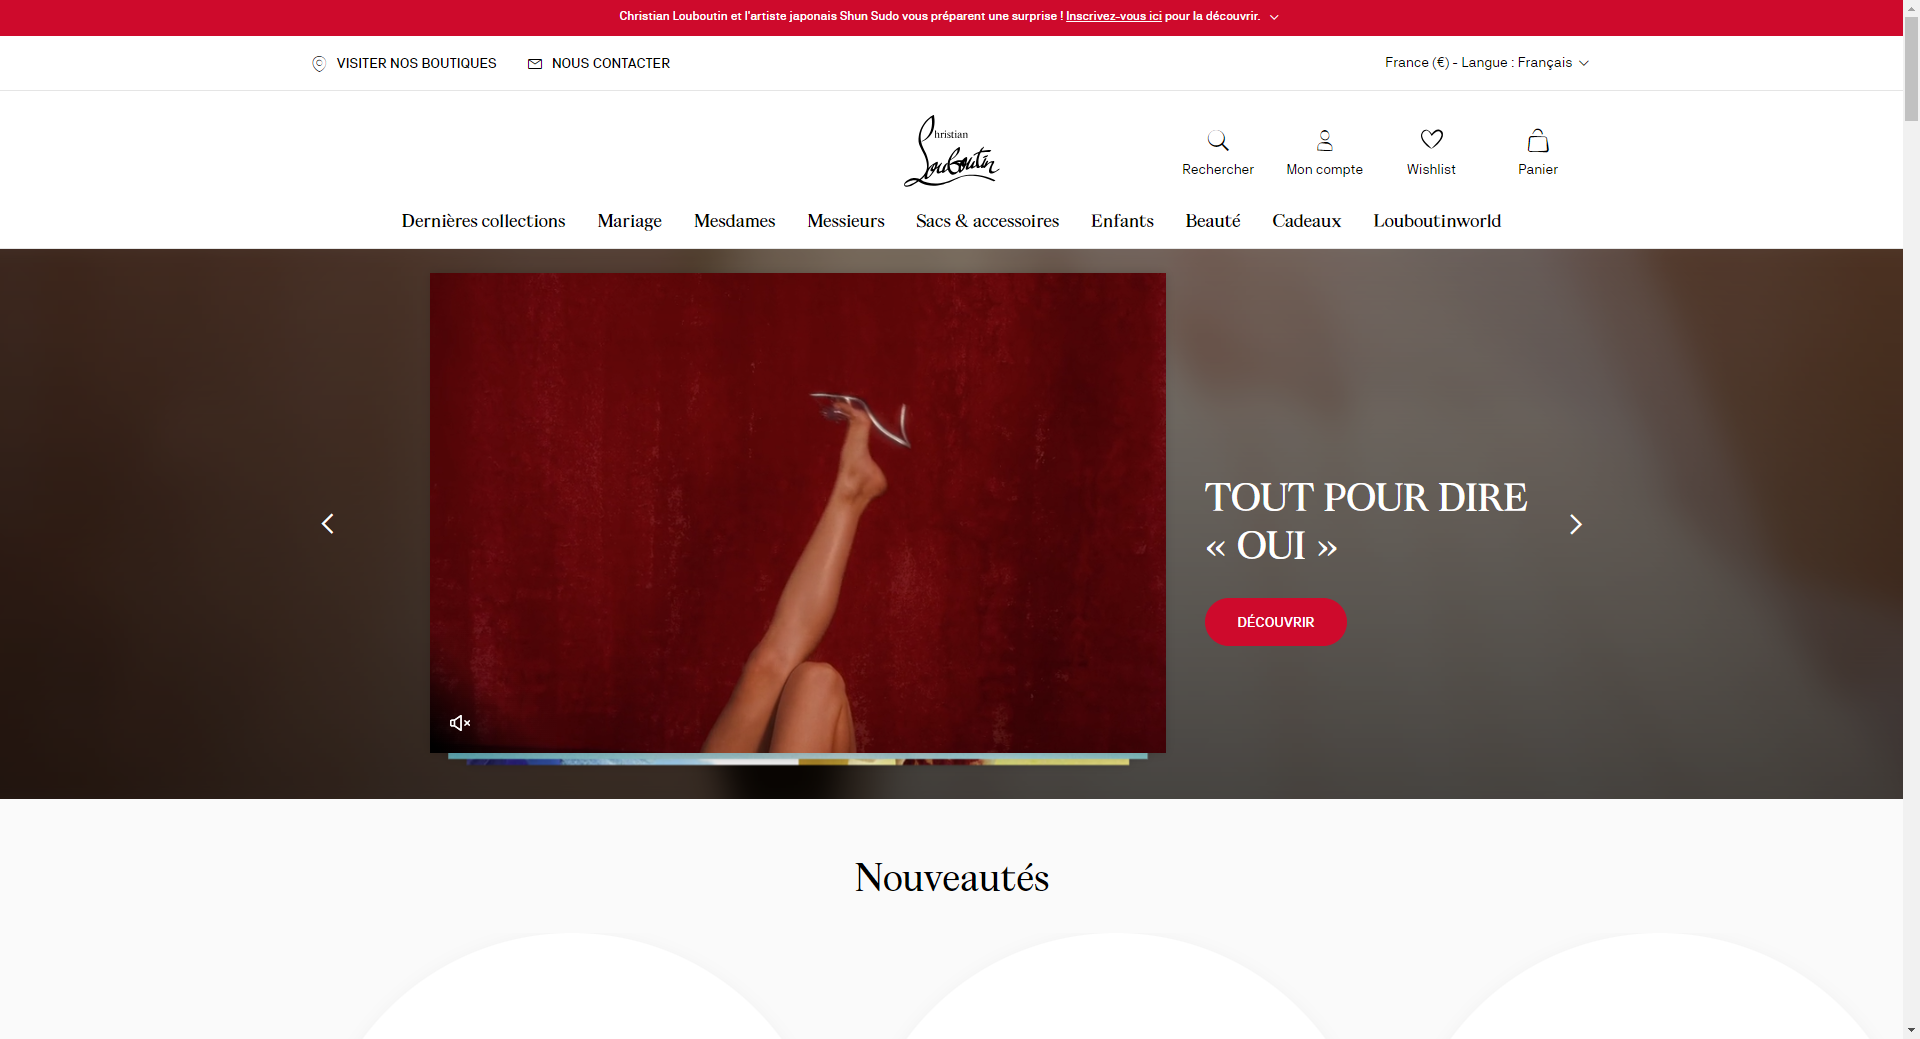 Christian Louboutin et l'artiste japonais Shun Sudo vous préparent une surprise ! Inscrivez-vous ici pour la découvrir.
VISITER NOS BOUTIQUES
NOUS CONTACTER
France (€) - Langue : Français
Christian
Louboutin
Rechercher
Mon compte
Wishlist
Panier
Dernières collections
Mariage
Mesdames
Messieurs
Sacs & accessoires
Enfants
Beauté
Cadeaux
Louboutinworld
TOUT POUR DIRE
« OUI »
DÉCOUVRIR
Nouveautés